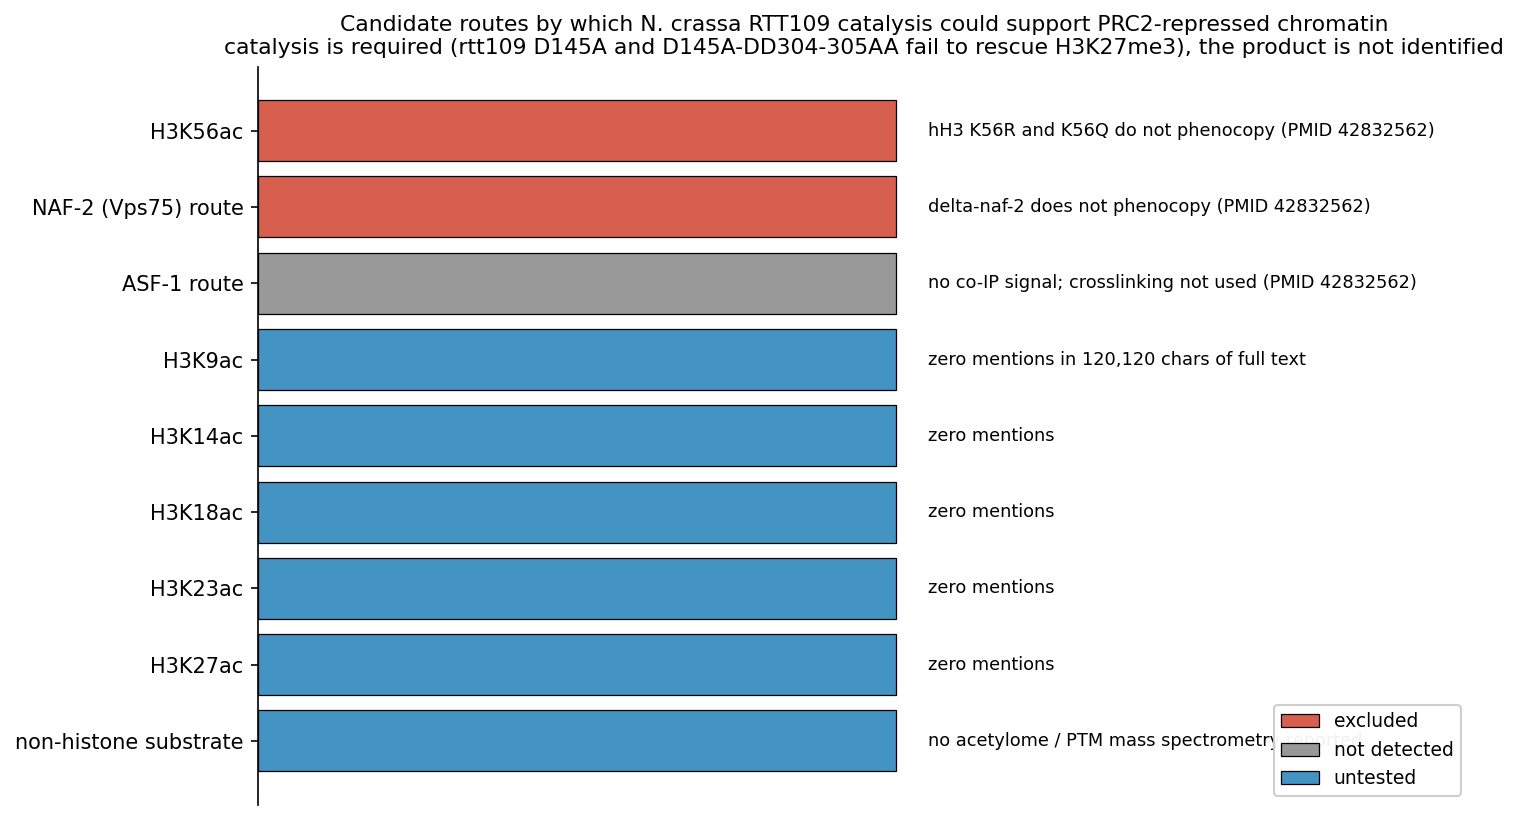 Candidate routes by which N. crassa RTT109 catalysis could support PRC2-repressed chromatin
catalysis is required (rtt109 D145A and D145A-DD304-305AA fail to rescue H3K27me3), the product is not identified
H3K56ac
hH3 K56R and K56Q do not phenocopy (PMID 42832562)
NAF-2 (Vps75) route
delta-naf-2 does not phenocopy (PMID 42832562)
ASF-1 route
no co-IP signal; crosslinking not used (PMID 42832562)
H3K9ac
zero mentions in 120,120 chars of full text
H3K14ac
zero mentions
H3K18ac
zero mentions
H3K23ac
zero mentions
H3K27ac
zero mentions
non-histone substrate
no acetylome / PTM mass spectrometry reported
excluded
not detected
untested